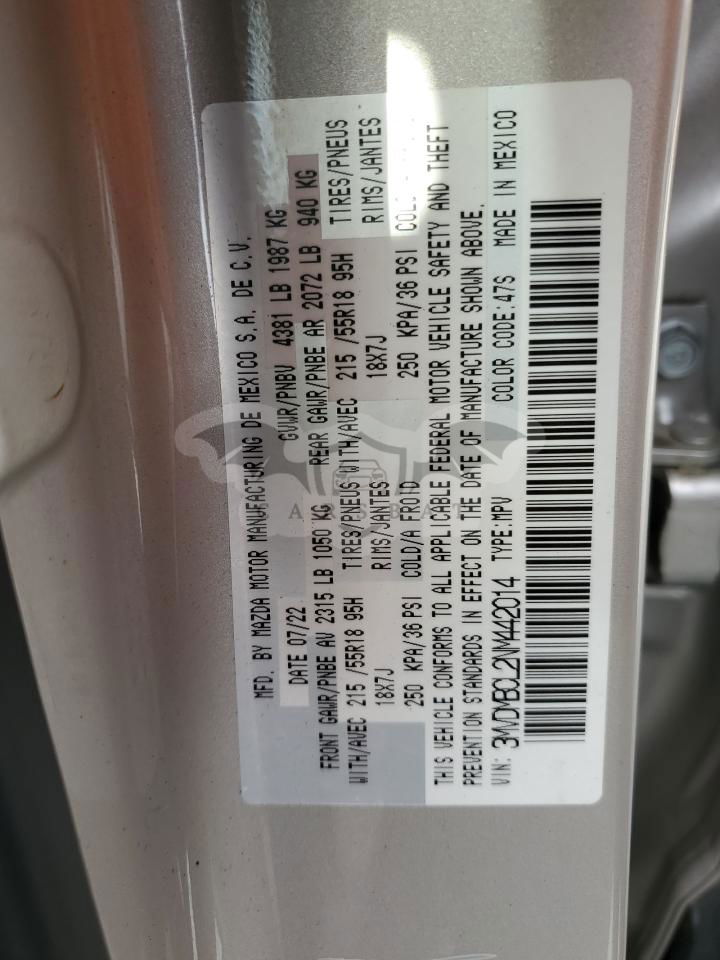 MFD. BY MAZDA MOTOR MANUFACTURING DE MEXICO S.A. DE C.V.
DATE 07/22 GVWR/PNBV 4381 LB 1987 KG
FRONT GAWR/PNBE AV 2315 LB 1050 KG REAR GAWR/PNBE AR 2072 LB 940 KG
WITH/AVEC 215 /55R18 95H TIRES/PNEUS WITH/AVEC 215 /55R18 95H TIRES/PNEUS
18X7J RIMS/JANTES 18X7J RIMS/JANTES
250 KPA/36 PSI COLD/A FROID 250 KPA/36 PSI COLD
THIS VEHICLE CONFORMS TO ALL APPLICABLE FEDERAL MOTOR VEHICLE SAFETY AND THEFT
PREVENTION STANDARDS IN EFFECT ON THE DATE OF MANUFACTURE SHOWN ABOVE.
VIN: 3MVDMBCL2NM442014 TYPE:MPV COLOR CODE:47S MADE IN MEXICO
CARSBAT